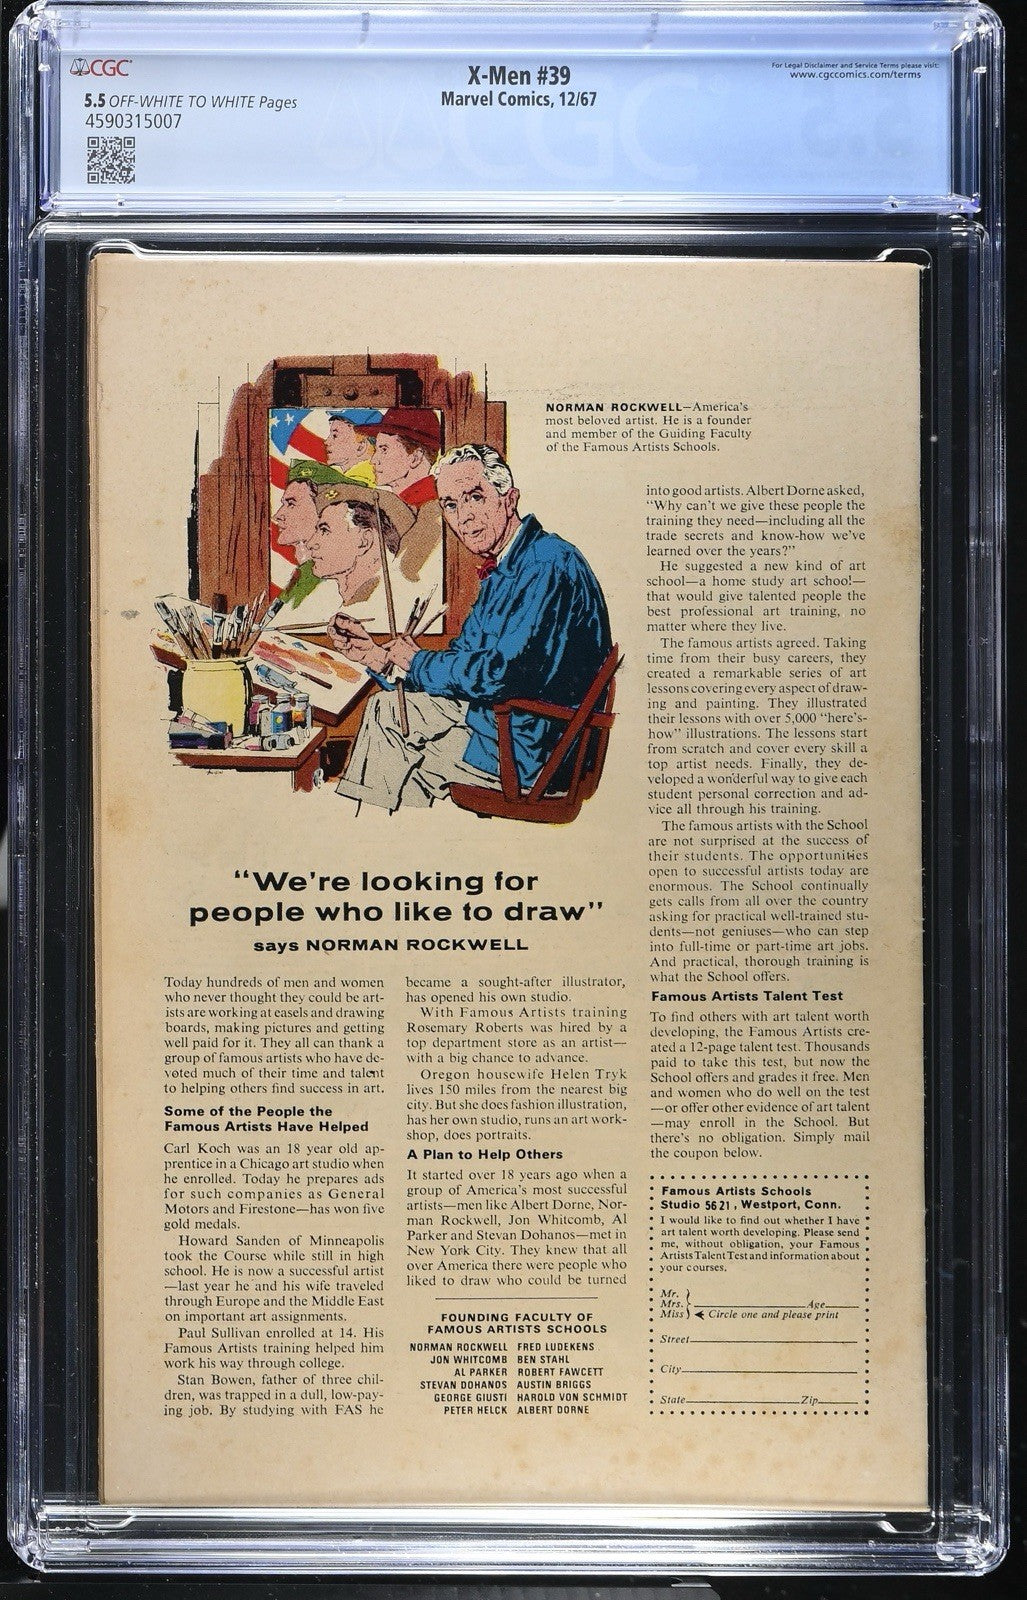 CGC
5.5 OFF-WHITE TO WHITE Pages
4590315007
X-Men #39
Marvel Comics, 12/67
For Legal Disclaimer and Service Terms please visit:
www.cgccomics.com/terms
CGC
NORMAN ROCKWELL—America's
most beloved artist. He is a founder
and member of the Guiding Faculty
of the Famous Artists Schools.
"We're looking for
people who like to draw"
says NORMAN ROCKWELL
Today hundreds of men and women
who never thought they could be art-
ists are working at easels and drawing
boards, making pictures and getting
well paid for it. They all can thank a
group of famous artists who have de-
voted much of their time and talent
to helping others find success in art.
Some of the People the
Famous Artists Have Helped
Carl Koch was an 18 year old ap-
prentice in a Chicago art studio when
he enrolled. Today he prepares ads
for such companies as General
Motors and Firestone—has won five
gold medals.
Howard Sanden of Minneapolis
took the Course while still in high
school. He is now a successful artist
—last year he and his wife traveled
through Europe and the Middle East
on important art assignments.
Paul Sullivan enrolled at 14. His
Famous Artists training helped him
work his way through college.
Stan Bowen, father of three chil-
dren, was trapped in a dull, low-pay-
ing job. By studying with FAS he
became a sought-after illustrator,
has opened his own studio.
With Famous Artists training
Rosemary Roberts was hired by a
top department store as an artist—
with a big chance to advance.
Oregon housewife Helen Tryk
lives 150 miles from the nearest big
city. But she does fashion illustration,
has her own studio, runs an art work-
shop, does portraits.
A Plan to Help Others
It started over 18 years ago when a
group of America's most successful
artists—men like Albert Dorne, Nor-
man Rockwell, Jon Whitcomb, Al
Parker and Stevan Dohanos—met in
New York City. They knew that all
over America there were people who
liked to draw who could be turned
FOUNDING FACULTY OF
FAMOUS ARTISTS SCHOOLS
NORMAN ROCKWELL FRED LUDEKENS
JON WHITCOMB BEN STAHL
AL PARKER ROBERT FAWCETT
STEVAN DOHANOS AUSTIN BRIGGS
GEORGE GIUSTI HAROLD VON SCHMIDT
PETER HELCK ALBERT DORNE
into good artists. Albert Dorne asked,
"Why can't we give these people the
training they need—including all the
trade secrets and know-how we've
learned over the years?"
He suggested a new kind of art
school—a home study art school—
that would give talented people the
best professional art training, no
matter where they live.
The famous artists agreed. Taking
time from their busy careers, they
created a remarkable series of art
lessons covering every aspect of draw-
ing and painting. They illustrated
their lessons with over 5,000 "here's-
how" illustrations. The lessons start
from scratch and cover every skill a
top artist needs. Finally, they de-
veloped a wonderful way to give each
student personal correction and ad-
vice all through his training.
The famous artists with the School
are not surprised at the success of
their students. The opportunities
open to successful artists today are
enormous. The School continually
gets calls from all over the country
asking for practical well-trained stu-
dents—not geniuses—who can step
into full-time or part-time art jobs.
And practical, thorough training is
what the School offers.
Famous Artists Talent Test
To find others with art talent worth
developing, the Famous Artists cre-
ated a 12-page talent test. Thousands
paid to take this test, but now the
School offers and grades it free. Men
and women who do well on the test
—or offer other evidence of art talent
—may enroll in the School. But
there's no obligation. Simply mail
the coupon below.
Famous Artists Schools
Studio 5621, Westport, Conn.
I would like to find out whether I have
art talent worth developing. Please send
me, without obligation, your Famous
Artists Talent Test and information about
your courses.
Mr.
Mrs. Age
Miss Circle one and please print
Street
City
State Zip